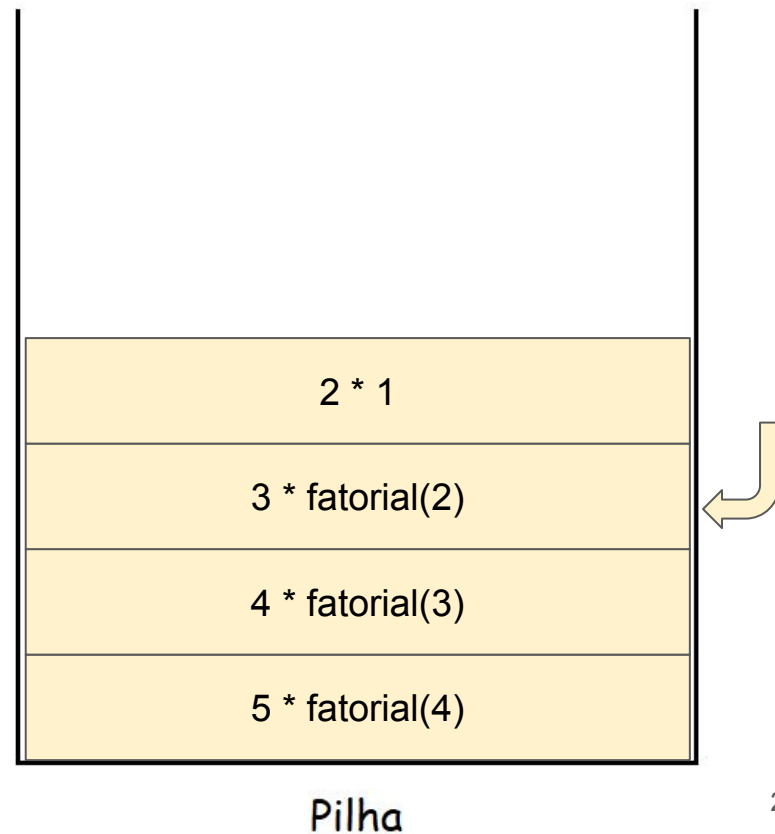 2 * 1
3 * fatorial(2)
4 * fatorial(3)
5 * fatorial(4)
Pilha